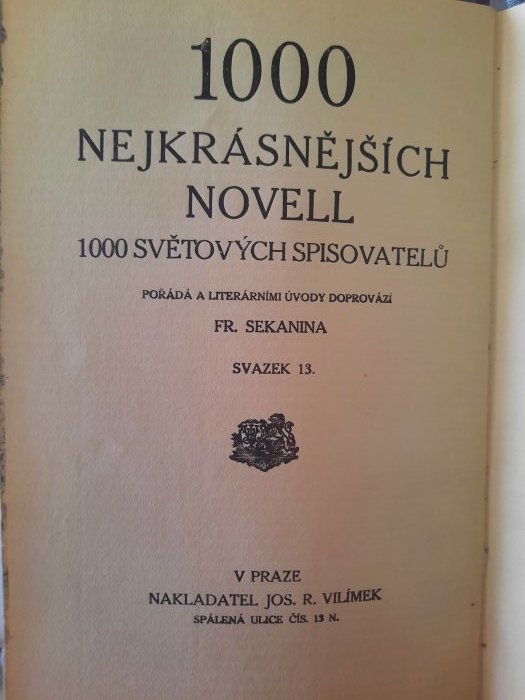 1000
NEJKRÁSNĚJŠÍCH
NOVELL
1000 SVĚTOVÝCH SPISOVATELŮ
POŘÁDÁ A LITERÁRNÍMI ÚVODY DOPROVÁZÍ
FR. SEKANINA
SVAZEK 13.
V PRAZE
NAKLADATEL JOS. R. VILÍMEK
SPÁLENÁ ULICE ČÍS. 13 N.